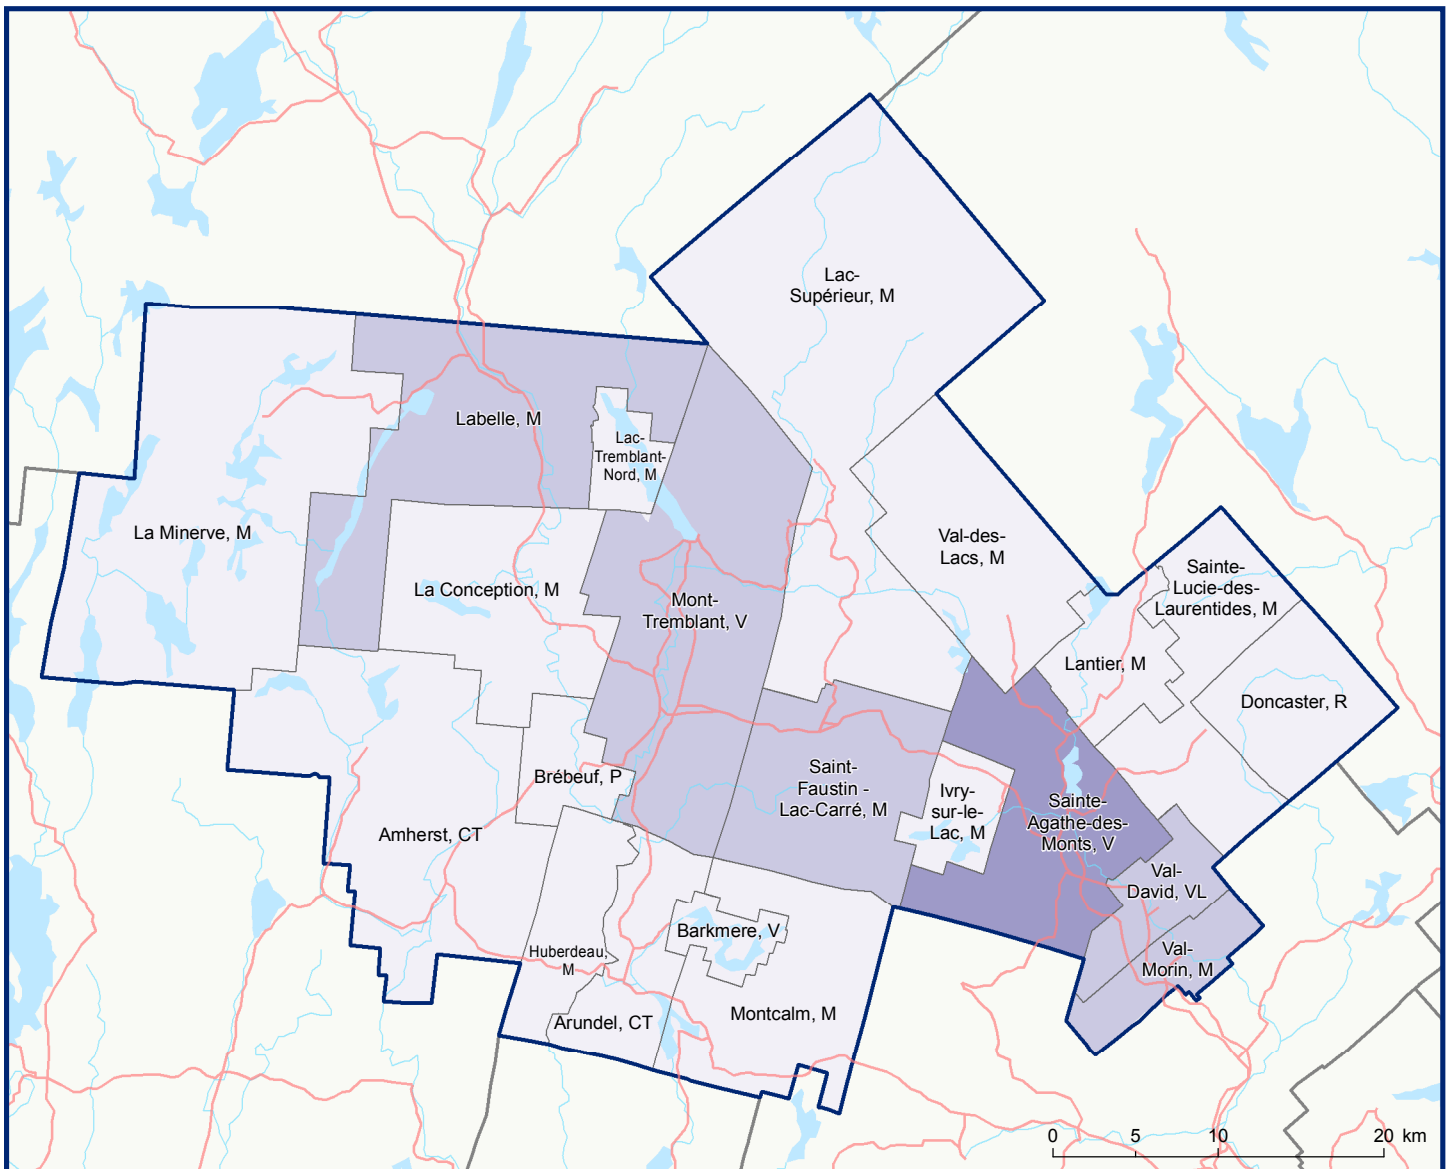 Lac-
Supérieur, M
Labelle, M
Lac-
Tremblant-
Nord, M
La Minerve, M
Val-des-
Lacs, M
Sainte-
Lucie-des-
Laurentides, M
La Conception, M
Mont-
Tremblant, V
Lantier, M
Doncaster, R
Brébeuf, P
Saint-
Faustin -
Lac-Carré, M
Ivry-
sur-le-
Lac, M
Sainte-
Agathe-des-
Monts, V
Amherst, CT
Val-
David, VL
Huberdeau,
M
Barkmere, V
Val-
Morin, M
Arundel, CT
Montcalm, M
0 5 10 20 km